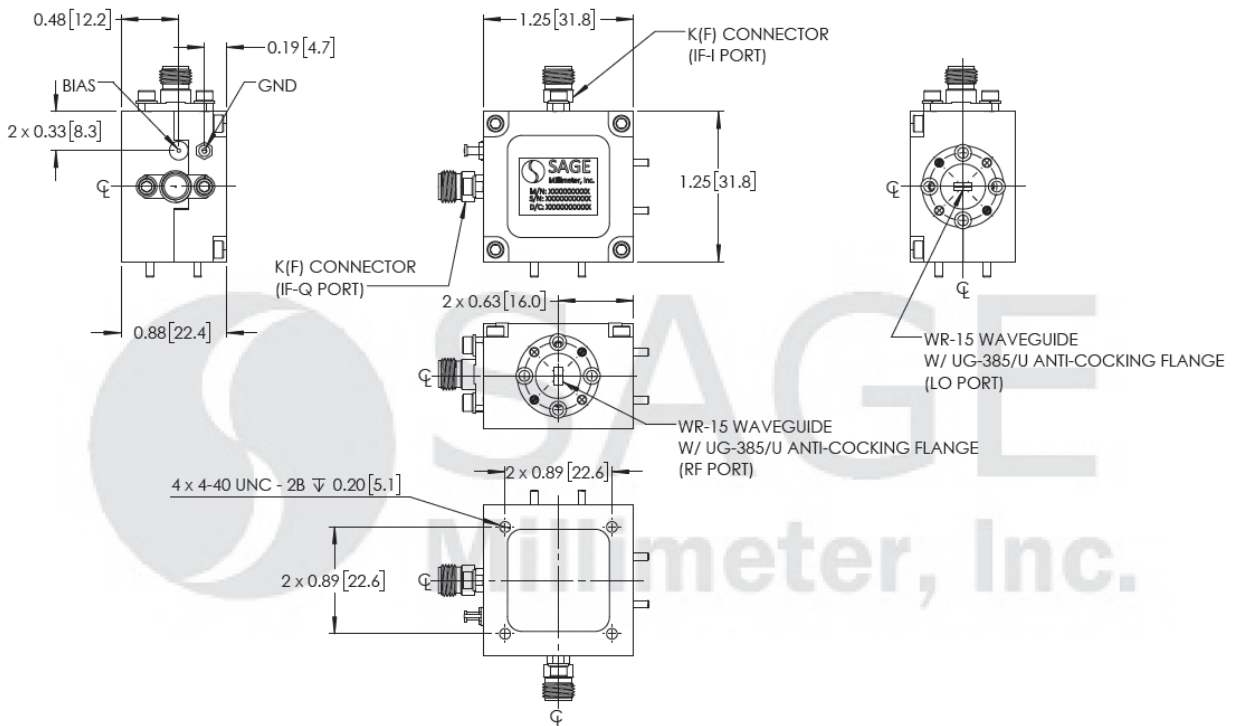 0.48[12.2]
0.19[4.7]
BIAS
GND
2 x 0.33[8.3]
℄
0.88[22.4]
1.25[31.8]
K(F) CONNECTOR
(IF-I PORT)
SAGE
Millimeter, Inc.
M/N: XXXXXXXXXX
S/N: XXXXXXXXXXX
D/C: XXXXXXXXXXX
1.25[31.8]
K(F) CONNECTOR
(IF-Q PORT)
℄
℄
WR-15 WAVEGUIDE
W/ UG-385/U ANTI-COCKING FLANGE
(LO PORT)
2 x 0.63[16.0]
℄
WR-15 WAVEGUIDE
W/ UG-385/U ANTI-COCKING FLANGE
(RF PORT)
2 x 0.89[22.6]
4 x 4-40 UNC - 2B ↧ 0.20[5.1]
2 x 0.89[22.6]
℄
℄
SAGE
Millimeter, Inc.